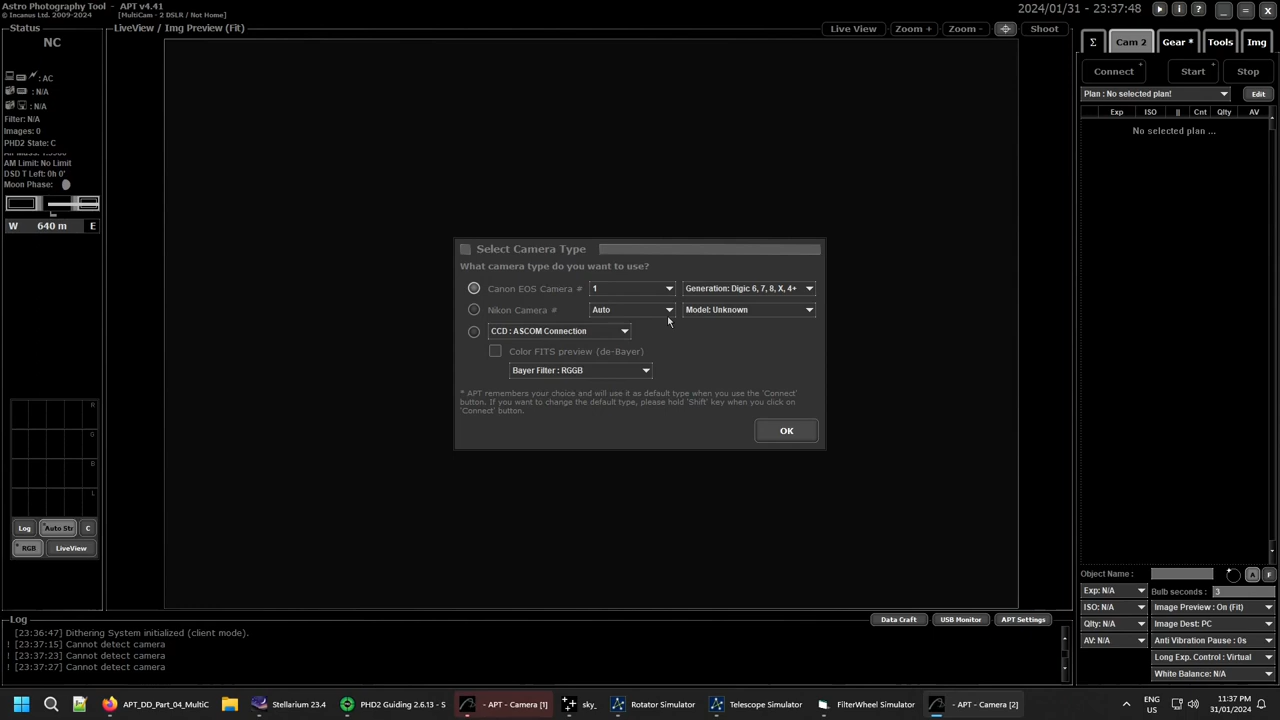 Astro Photography Tool - APT v4.41
© Incanus Ltd. 2009-2024 [MultiCam - 2 DSLR / Not Home]
2024/01/31 - 23:37:48
Status
LiveView / Img Preview (Fit)
Live View Zoom + Zoom - Shoot
Σ Cam 2 Gear * Tools Img
NC
Connect + Start + Stop
: AC
: N/A
: N/A
Filter: N/A
Images: 0
PHD2 State: C
AM Limit: No Limit
DSD T Left: 0h 0'
Moon Phase:
W 640 m E
Plan : No selected plan! Edit
Exp ISO || Cnt Qlty AV
No selected plan ...
Select Camera Type
What camera type do you want to use?
Canon EOS Camera # 1 Generation: Digic 6, 7, 8, X, 4+
Nikon Camera # Auto Model: Unknown
CCD : ASCOM Connection
Color FITS preview (de-Bayer)
Bayer Filter : RGGB
* APT remembers your choice and will use it as default type when you use the 'Connect'
button. If you want to change the default type, please hold 'Shift' key when you click on
'Connect' button.
OK
R
G
B
L
Log Auto Str C
RGB LiveView
Object Name : A F
Exp: N/A Bulb seconds : 3
ISO: N/A Image Preview : On (Fit)
Qlty: N/A Image Dest: PC
AV: N/A Anti Vibration Pause : 0s
Long Exp. Control : Virtual
White Balance: N/A
Log
Data Craft USB Monitor APT Settings
[23:36:47] Dithering System initialized (client mode).
! [23:37:15] Cannot detect camera
! [23:37:23] Cannot detect camera
! [23:37:27] Cannot detect camera
APT_DD_Part_04_MultiC
Stellarium 23.4
PHD2 Guiding 2.6.13 - S
- APT - Camera [1]
sky_
Rotator Simulator
Telescope Simulator
FilterWheel Simulator
- APT - Camera [2]
ENG
US
11:37 PM
31/01/2024